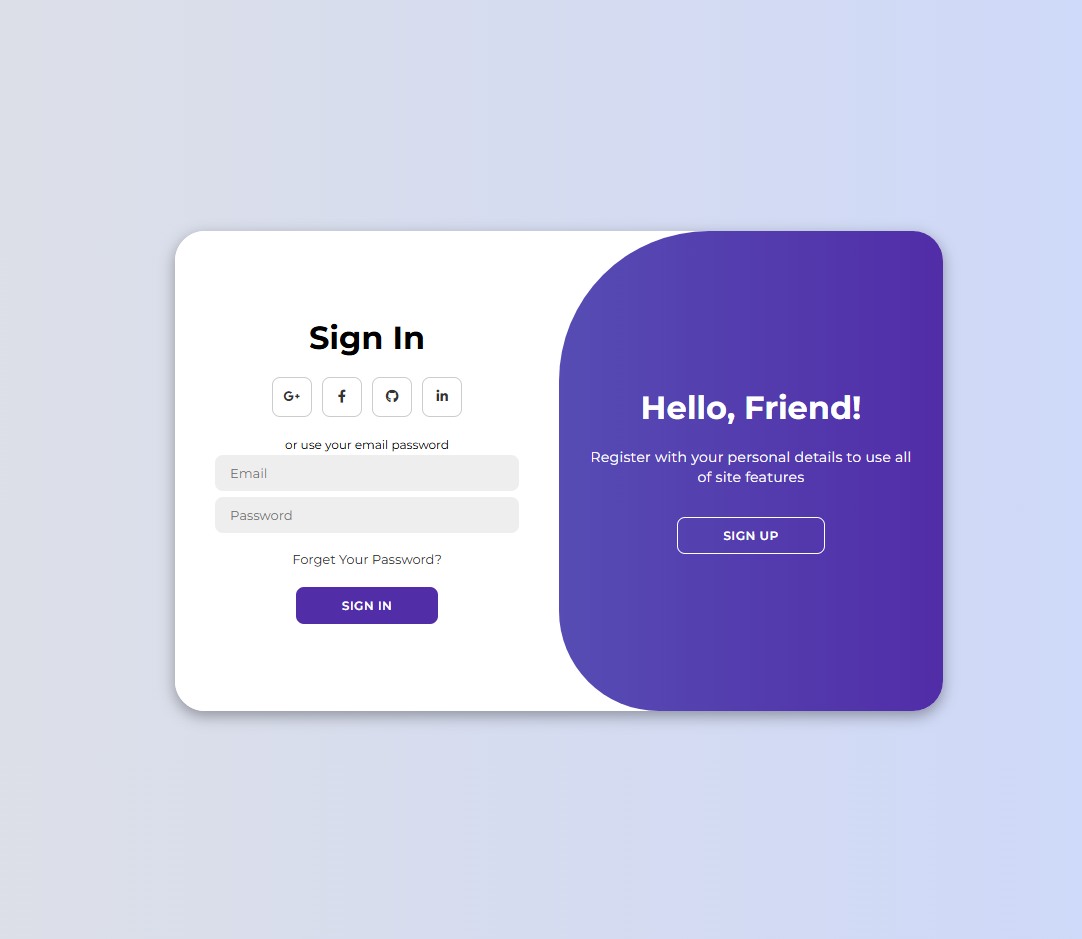 Sign In
G+
f
in
or use your email password
Email
Password
Forget Your Password?
SIGN IN
Hello, Friend!
Register with your personal details to use all
of site features
SIGN UP